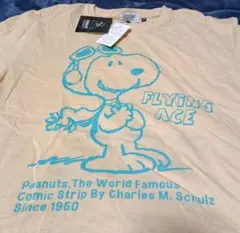 FLYING
ACE
Peanuts. The World Famous
Comic Strip By Charles M. Schulz
Since 1950